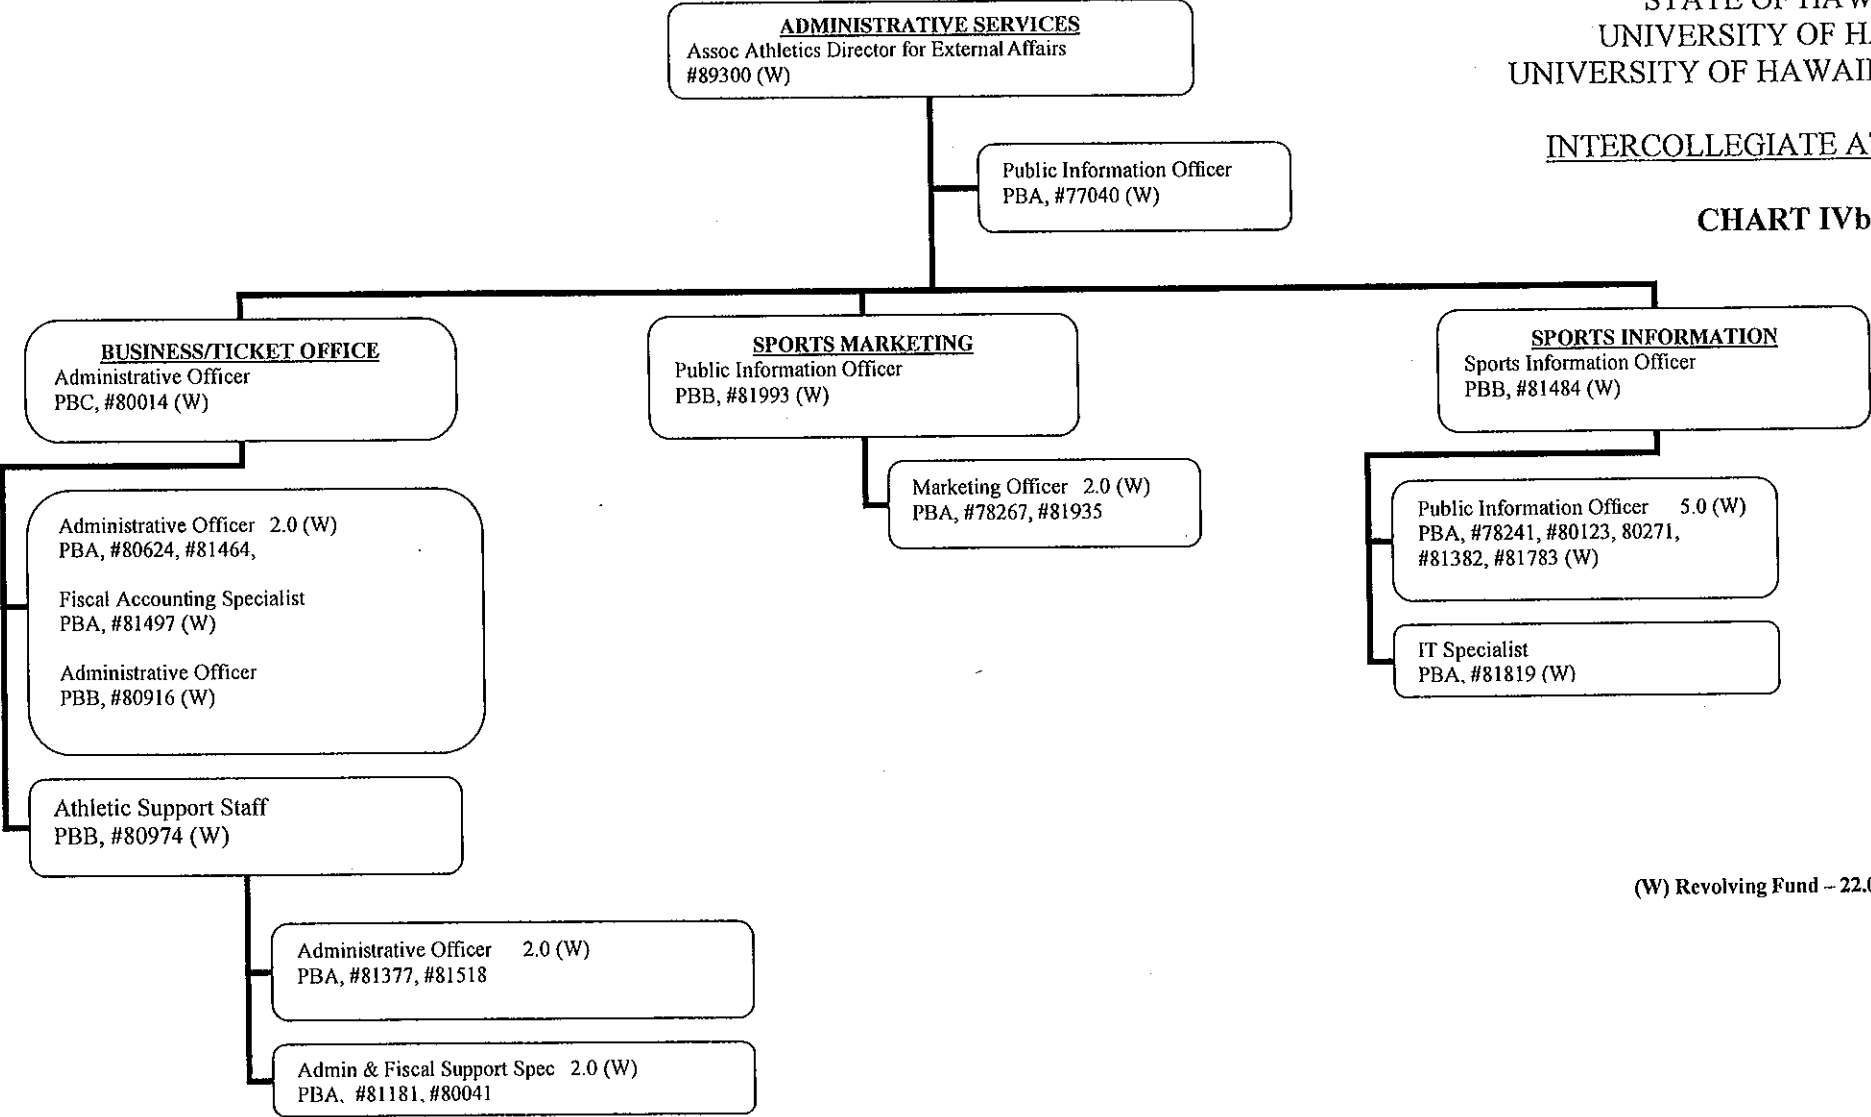 STATE OF
UNIVERSITY OF
UNIVERSITY OF
INTERCOLLEGIATE
CHART IVb
ADMINISTRATIVE SERVICES
Assoc Athletics Director for External Affairs
#89300 (W)
Public Information Officer
PBA, #77040 (W)
BUSINESS/TICKET OFFICE
Administrative Officer
PBC, #80014 (W)
SPORTS MARKETING
Public Information Officer
PBB, #81993 (W)
SPORTS INFORMATION
Sports Information Officer
PBB, #81484 (W)
Administrative Officer 2.0 (W)
PBA, #80624, #81464,
Fiscal Accounting Specialist
PBA, #81497 (W)
Administrative Officer
PBB, #80916 (W)
Athletic Support Staff
PBB, #80974 (W)
Administrative Officer 2.0 (W)
PBA, #81377, #81518
Admin & Fiscal Support Spec 2.0 (W)
PBA, #81181, #80041
Marketing Officer 2.0 (W)
PBA, #78267, #81935
Public Information Officer 5.0 (W)
PBA, #78241, #80123, 80271,
#81382, #81783 (W)
IT Specialist
PBA, #81819 (W)
(W) Revolving Fund –